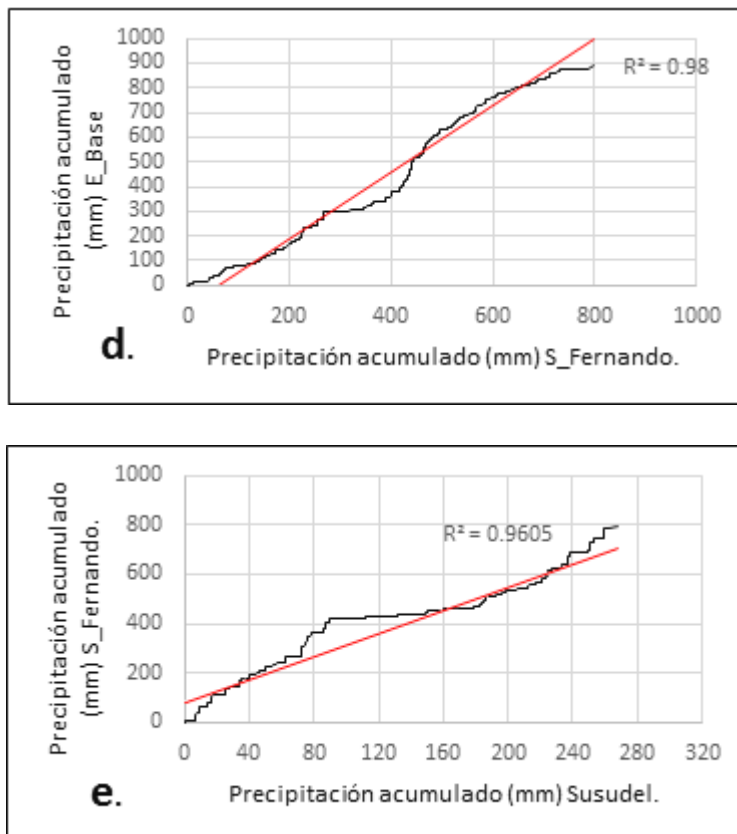 Precipitación acumulado
(mm) E_Base
1000
900
800
700
600
500
400
300
200
100
0
R² = 0.98
0 200 400 600 800 1000
d.
Precipitación acumulado (mm) S_Fernando.
Precipitación acumulado
(mm) S_Fernando.
1000
800
600
400
200
0
R² = 0.9605
0 40 80 120 160 200 240 280 320
e.
Precipitación acumulado (mm) Susudel.